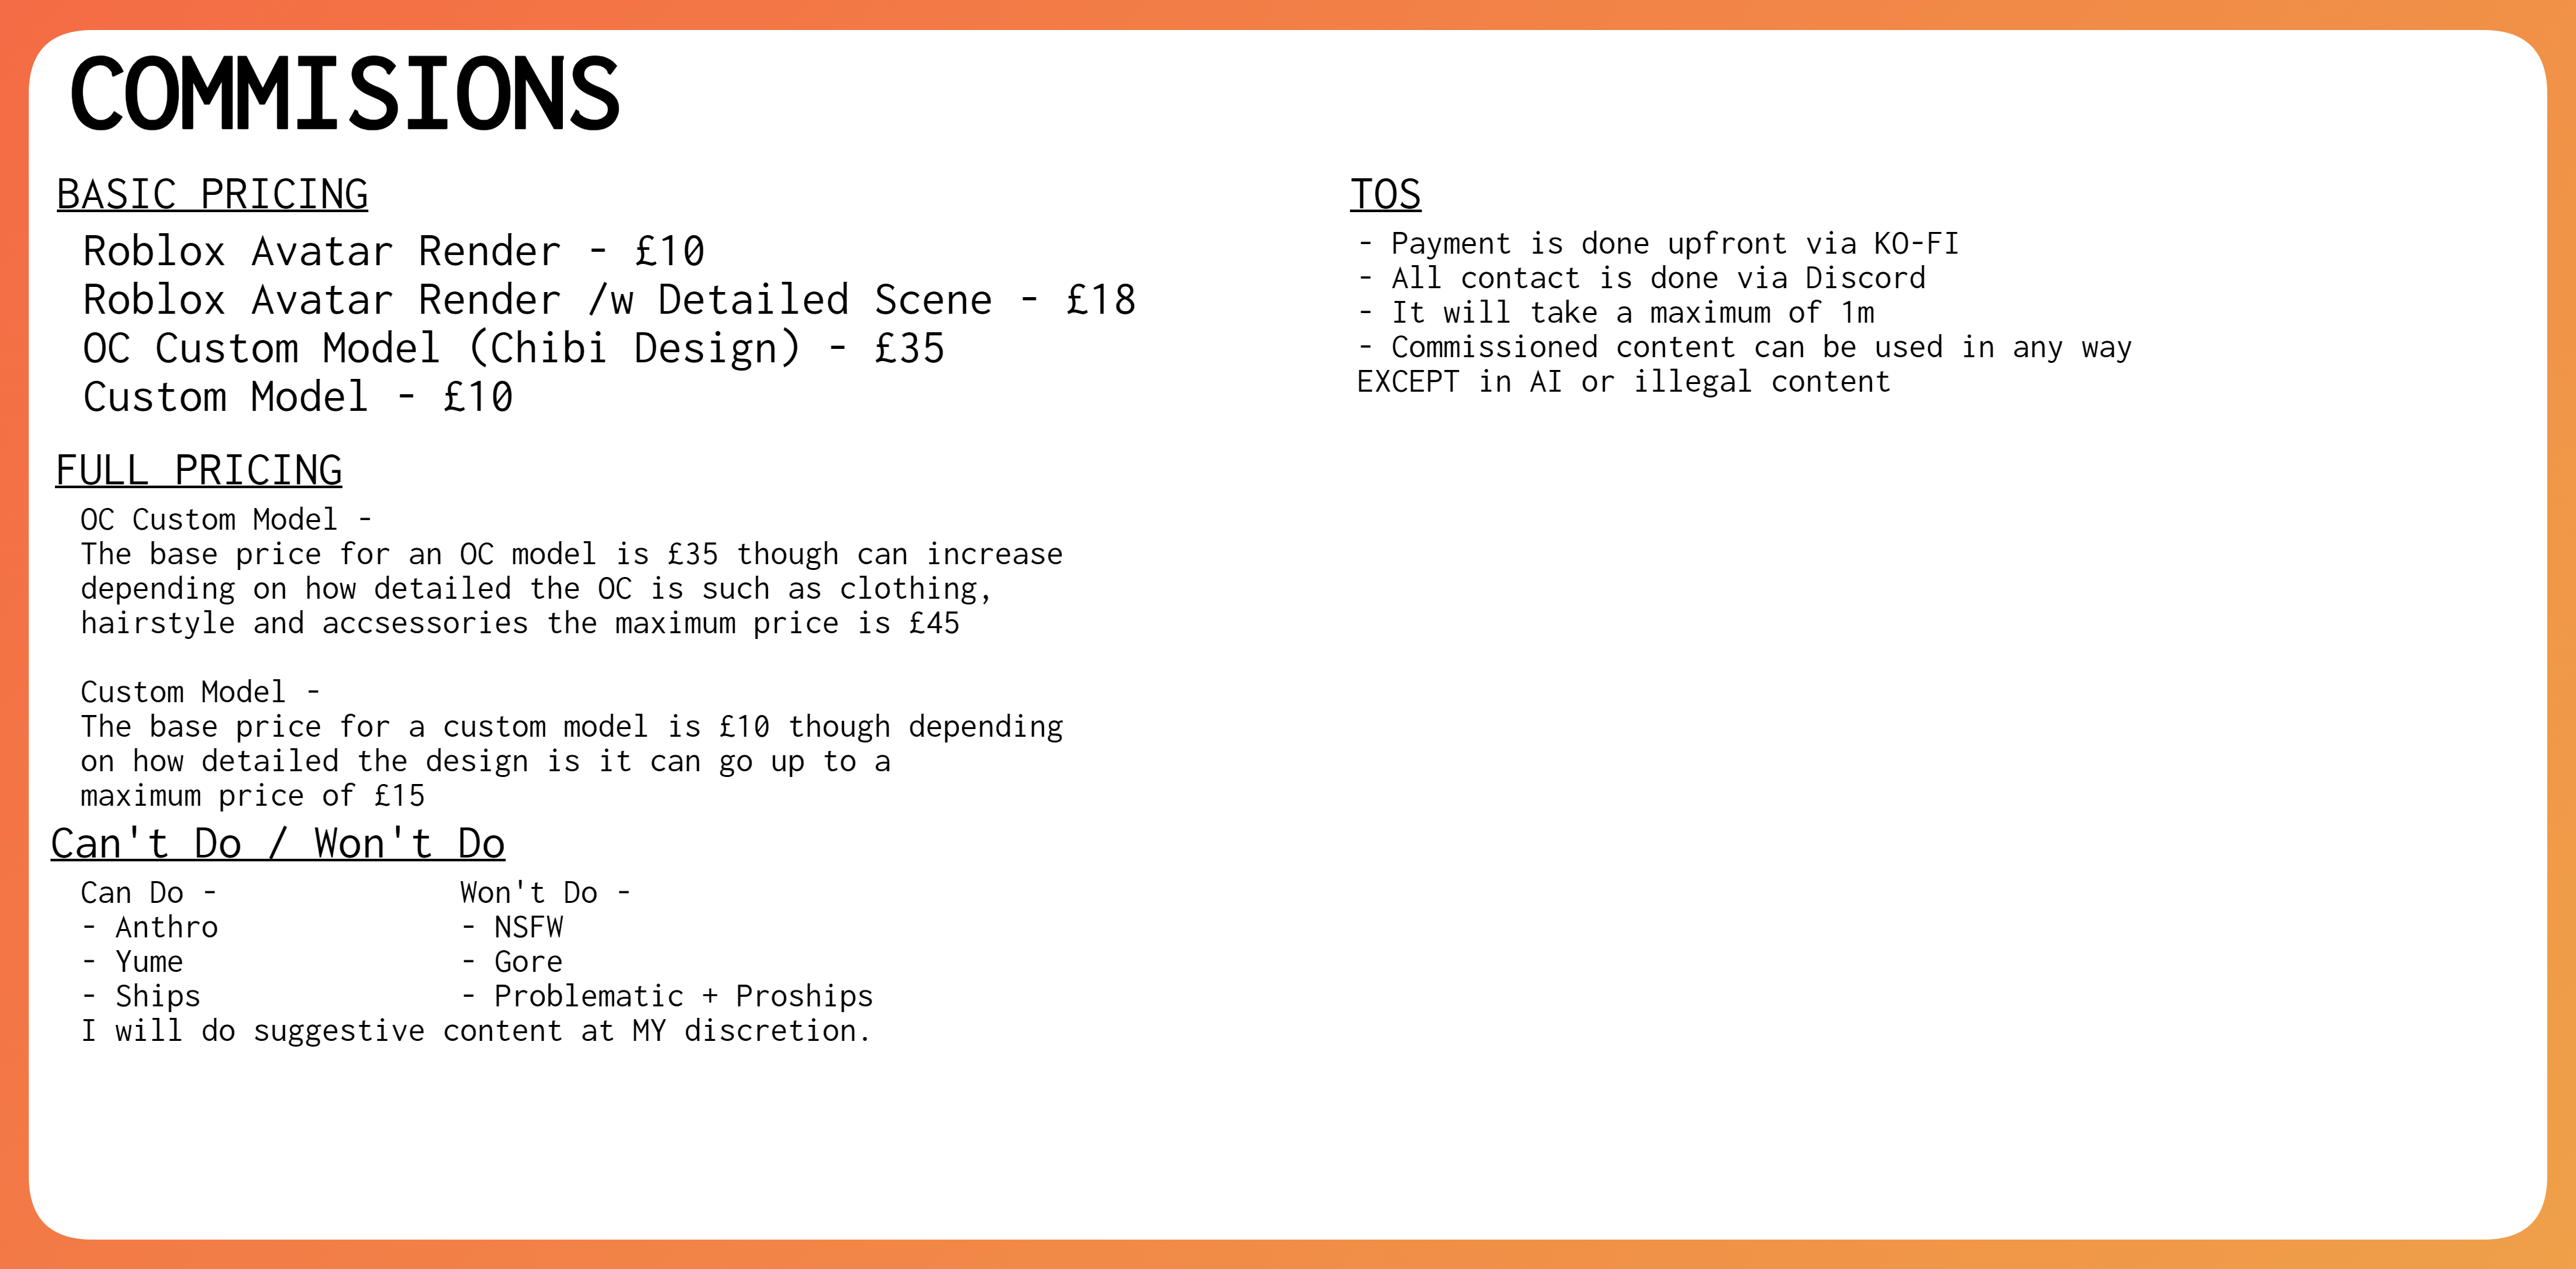 COMMISIONS
BASIC PRICING
Roblox Avatar Render - £10
Roblox Avatar Render /w Detailed Scene - £18
OC Custom Model (Chibi Design) - £35
Custom Model - £10
FULL PRICING
OC Custom Model -
The base price for an OC model is £35 though can increase
depending on how detailed the OC is such as clothing,
hairstyle and accsessories the maximum price is £45
Custom Model -
The base price for a custom model is £10 though depending
on how detailed the design is it can go up to a
maximum price of £15
Can't Do / Won't Do
Can Do -
- Anthro
- Yume
- Ships
Won't Do -
- NSFW
- Gore
- Problematic + Proships
I will do suggestive content at MY discretion.
TOS
- Payment is done upfront via KO-FI
- All contact is done via Discord
- It will take a maximum of 1m
- Commissioned content can be used in any way
EXCEPT in AI or illegal content